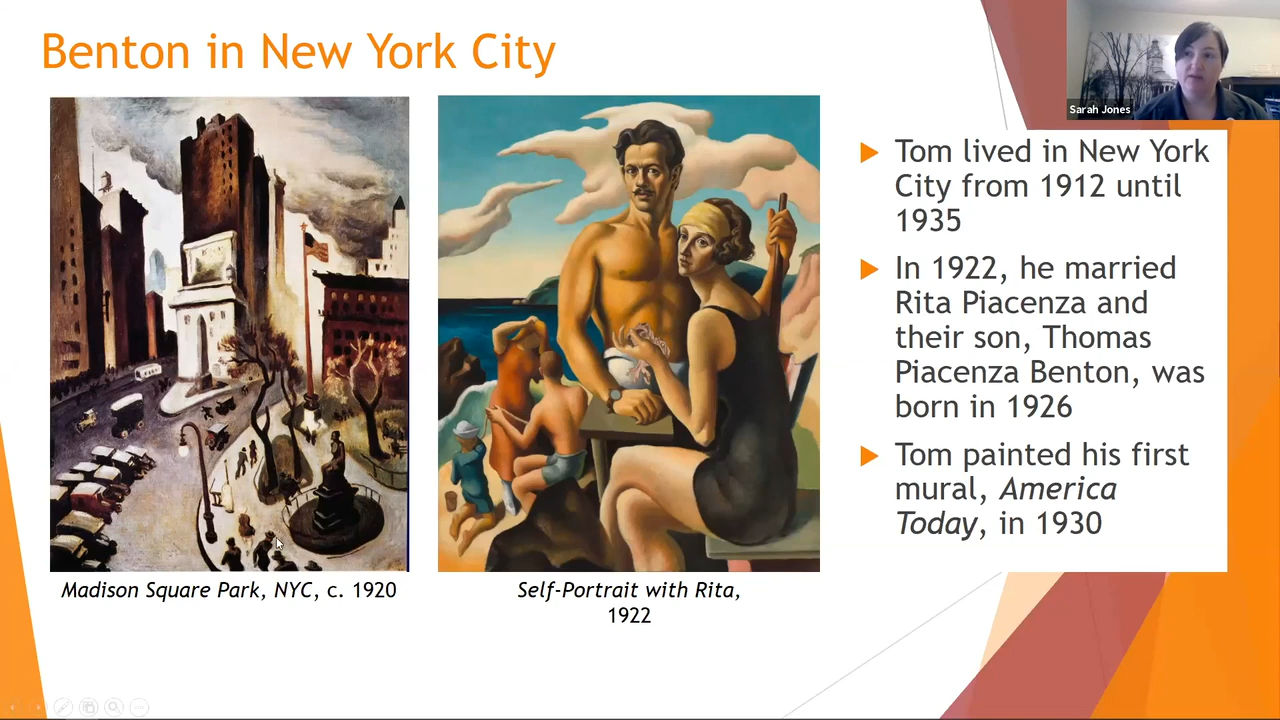 Benton in New York City
Sarah Jones
Tom lived in New York
City from 1912 until
1935
In 1922, he married
Rita Piacenza and
their son, Thomas
Piacenza Benton, was
born in 1926
Tom painted his first
mural, America
Today, in 1930
Madison Square Park, NYC, c. 1920
Self-Portrait with Rita,
1922